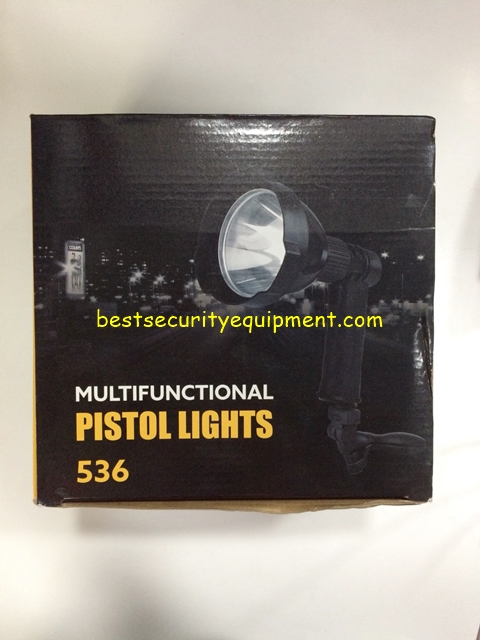 bestsecurityequipment.com
MULTIFUNCTIONAL
PISTOL LIGHTS
536